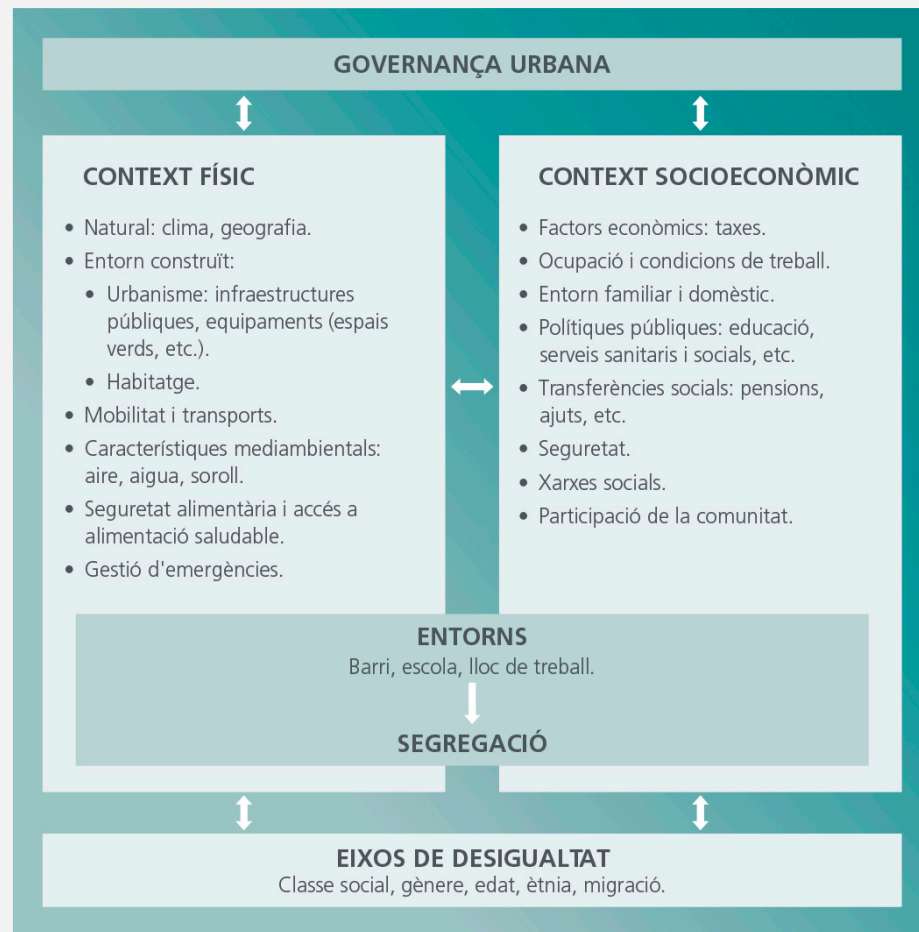 GOVERNANÇA URBANA
CONTEXT FÍSIC
• Natural: clima, geografia.
• Entorn construït:
• Urbanisme: infraestructures
públiques, equipaments (espais
verds, etc.).
• Habitatge.
• Mobilitat i transports.
• Característiques mediambientals:
aire, aigua, soroll.
• Seguretat alimentària i accés a
alimentació saludable.
• Gestió d'emergències.
CONTEXT SOCIOECONÒMIC
• Factors econòmics: taxes.
• Ocupació i condicions de treball.
• Entorn familiar i domèstic.
• Polítiques públiques: educació,
serveis sanitaris i socials, etc.
• Transferències socials: pensions,
ajuts, etc.
• Seguretat.
• Xarxes socials.
• Participació de la comunitat.
ENTORNS
Barri, escola, lloc de treball.
SEGREGACIÓ
EIXOS DE DESIGUALTAT
Classe social, gènere, edat, ètnia, migració.